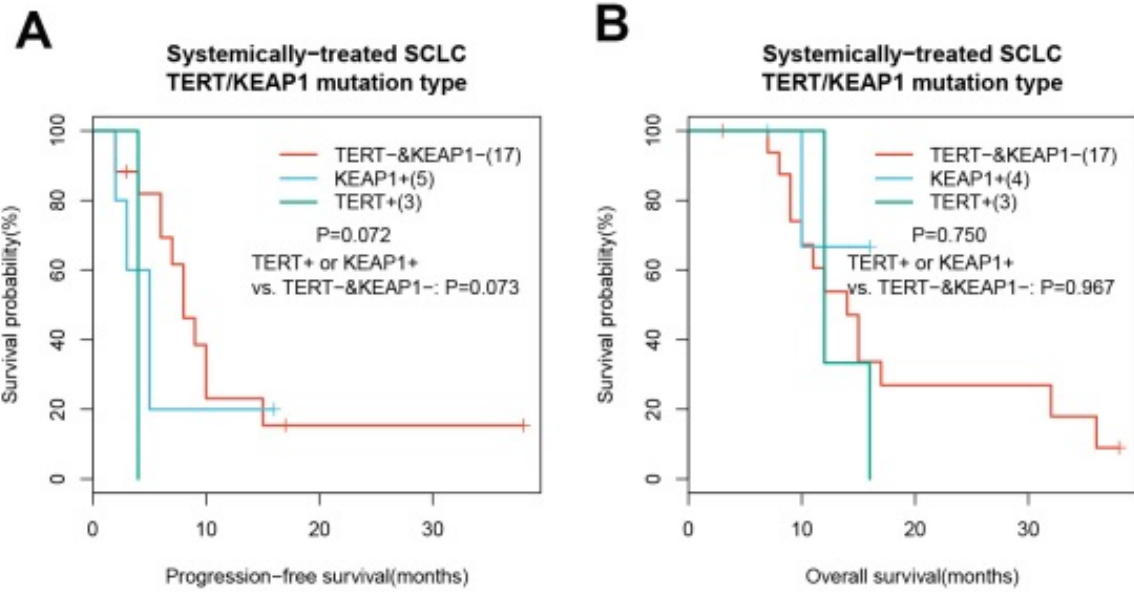 A
Systemically−treated SCLC
TERT/KEAP1 mutation type
Survival probability(%)
100
80
60
40
20
0
TERT−&KEAP1−(17)
KEAP1+(5)
TERT+(3)
P=0.072
TERT+ or KEAP1+
vs. TERT−&KEAP1−: P=0.073
0 10 20 30
Progression−free survival(months)
B
Systemically−treated SCLC
TERT/KEAP1 mutation type
Survival probability(%)
100
80
60
40
20
0
TERT−&KEAP1−(17)
KEAP1+(4)
TERT+(3)
P=0.750
TERT+ or KEAP1+
vs. TERT−&KEAP1−: P=0.967
0 10 20 30
Overall survival(months)